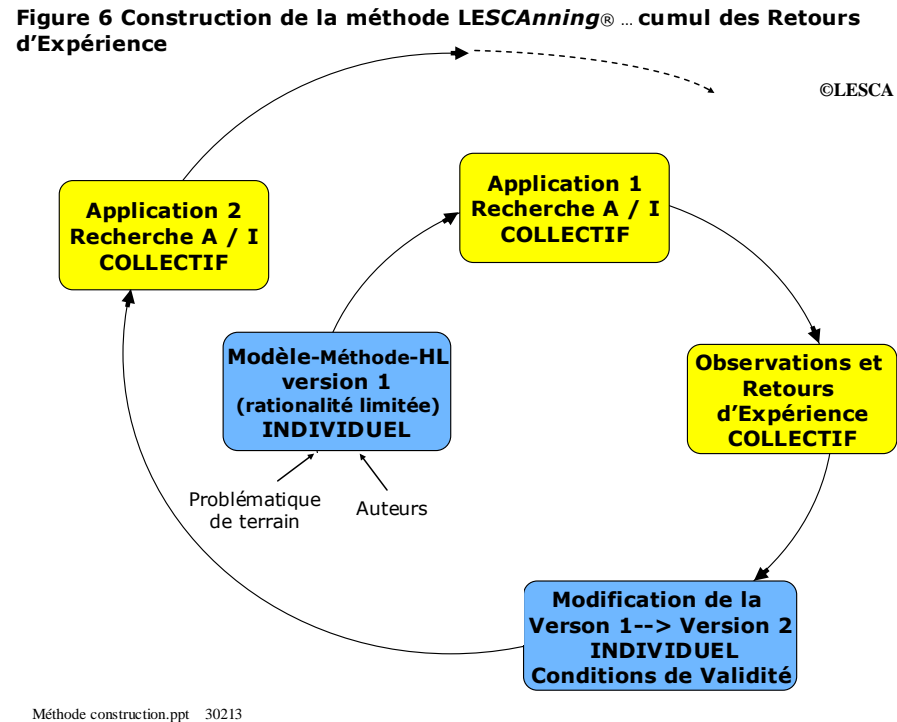 Figure 6 Construction de la méthode LESCAnning® … cumul des Retours
d’Expérience
©LESCA
Application 1
Recherche A / I
COLLECTIF
Application 2
Recherche A / I
COLLECTIF
Modèle-Méthode-HL
version 1
(rationalité limitée)
INDIVIDUEL
Observations et
Retours
d’Expérience
COLLECTIF
Problématique
de terrain
Auteurs
Modification de la
Verson 1--> Version 2
INDIVIDUEL
Conditions de Validité
Méthode construction.ppt 30213